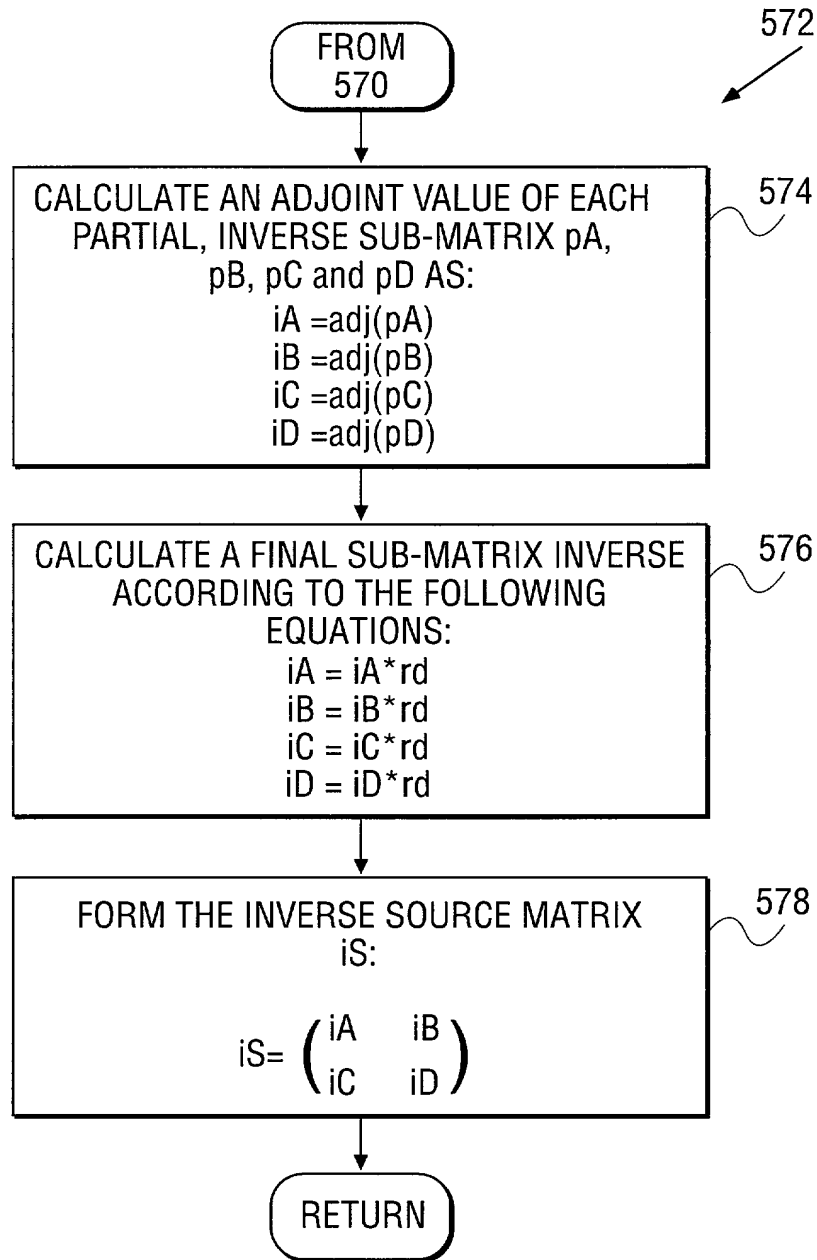 572
FROM
570
574
CALCULATE AN ADJOINT VALUE OF EACH
PARTIAL, INVERSE SUB-MATRIX pA,
pB, pC and pD AS:
iA =adj(pA)
iB =adj(pB)
iC =adj(pC)
iD =adj(pD)
576
CALCULATE A FINAL SUB-MATRIX INVERSE
ACCORDING TO THE FOLLOWING
EQUATIONS:
iA = iA*rd
iB = iB*rd
iC = iC*rd
iD = iD*rd
578
FORM THE INVERSE SOURCE MATRIX
iS:
iS= (iA iB
iC iD)
RETURN